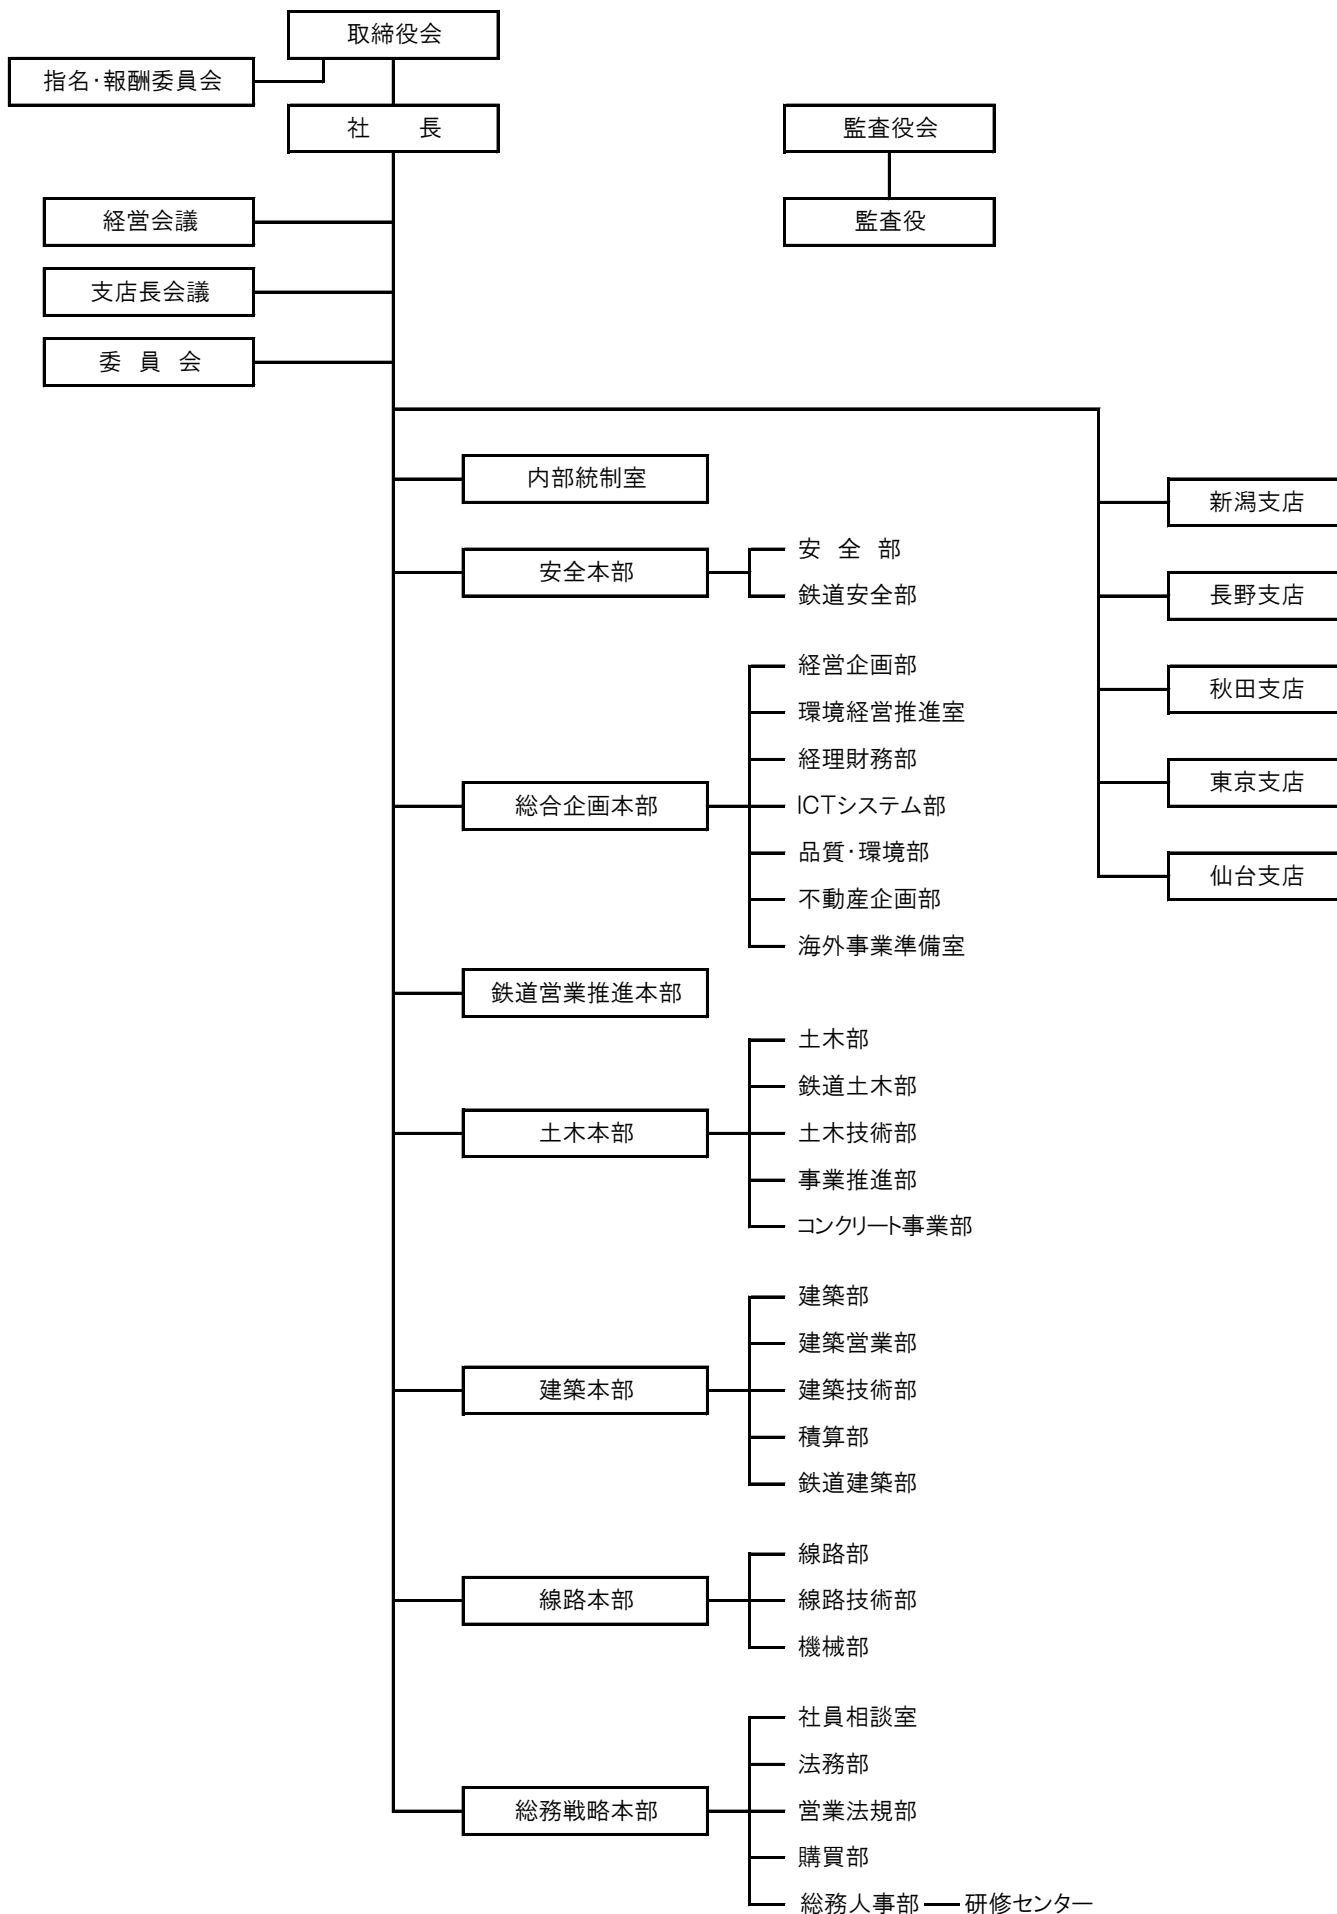 取締役会
指名・報酬委員会
社　長
監査役会
経営会議
監査役
支店長会議
委 員 会
内部統制室
新潟支店
安全本部
安 全 部
鉄道安全部
長野支店
経営企画部
環境経営推進室
秋田支店
経理財務部
東京支店
総合企画本部
ICTシステム部
品質・環境部
仙台支店
不動産企画部
海外事業準備室
鉄道営業推進本部
土木部
鉄道土木部
土木本部
土木技術部
事業推進部
コンクリート事業部
建築部
建築営業部
建築本部
建築技術部
積算部
鉄道建築部
線路部
線路本部
線路技術部
機械部
社員相談室
法務部
総務戦略本部
営業法規部
購買部
総務人事部
研修センター